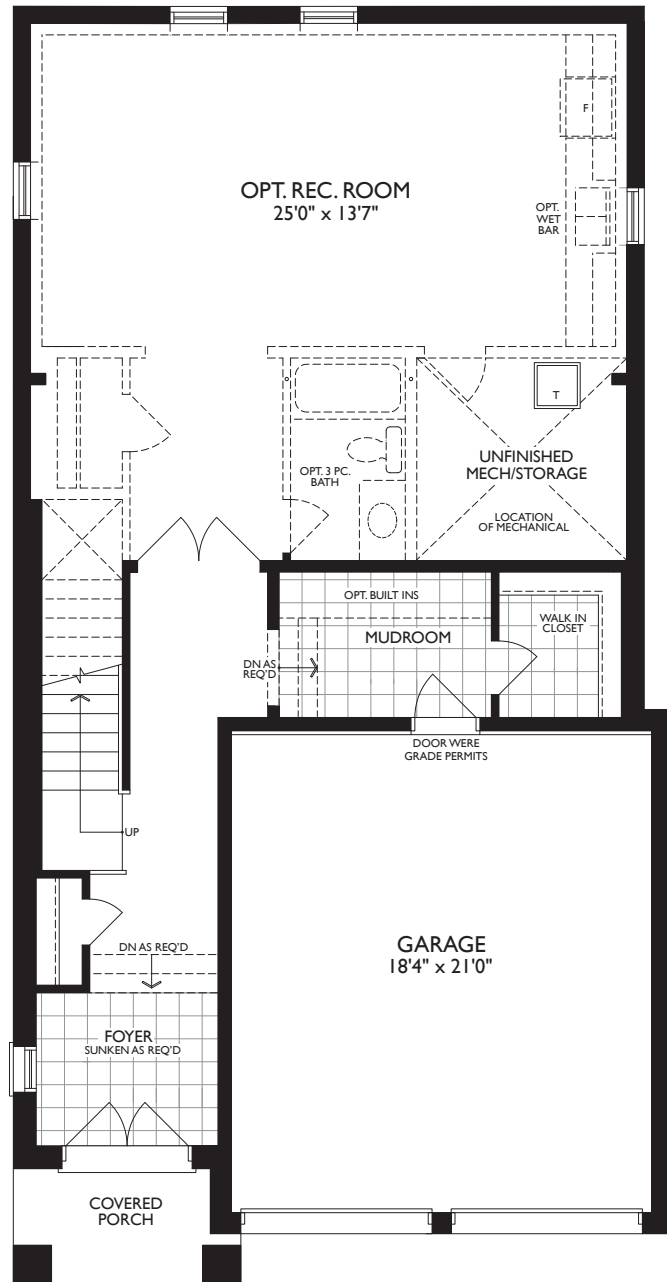 OPT. REC. ROOM
25'0" x 13'7"
F
OPT.
WET
BAR
T
UNFINISHED
MECH/STORAGE
LOCATION
OF MECHANICAL
OPT. 3 PC.
BATH
OPT. BUILT INS
MUDROOM
WALK IN
CLOSET
DN AS
REQ'D
DOOR WERE
GRADE PERMITS
UP
GARAGE
18'4" x 21'0"
DN AS REQ'D
FOYER
SUNKEN AS REQ'D
COVERED
PORCH